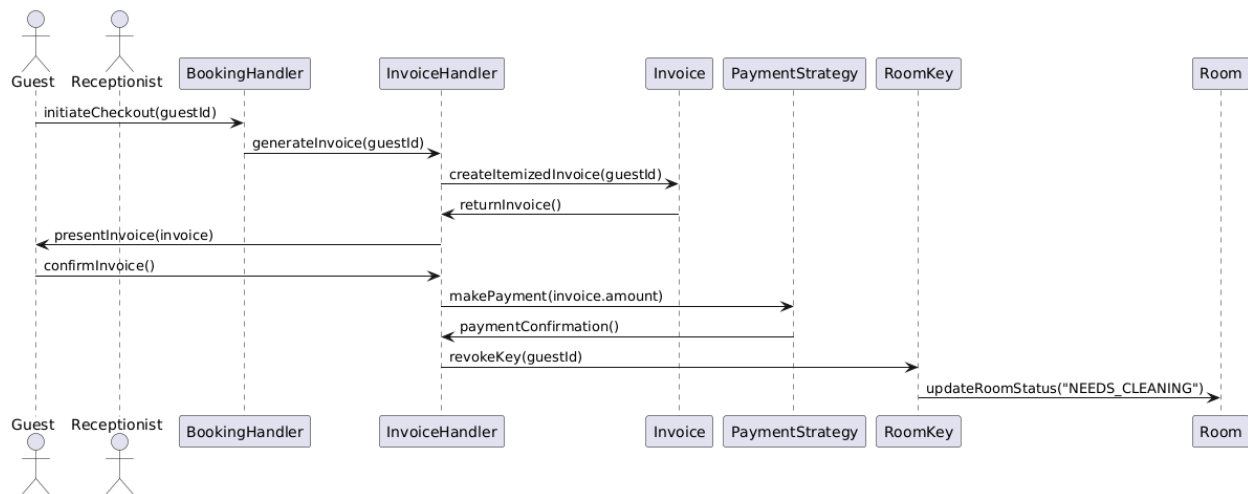 Guest
Receptionist
BookingHandler
InvoiceHandler
Invoice
PaymentStrategy
RoomKey
Room
initiateCheckout(guestId)
generateInvoice(guestId)
createItemizedInvoice(guestId)
returnInvoice()
presentInvoice(invoice)
confirmInvoice()
makePayment(invoice.amount)
paymentConfirmation()
revokeKey(guestId)
updateRoomStatus("NEEDS_CLEANING")
Guest
Receptionist
BookingHandler
InvoiceHandler
Invoice
PaymentStrategy
RoomKey
Room